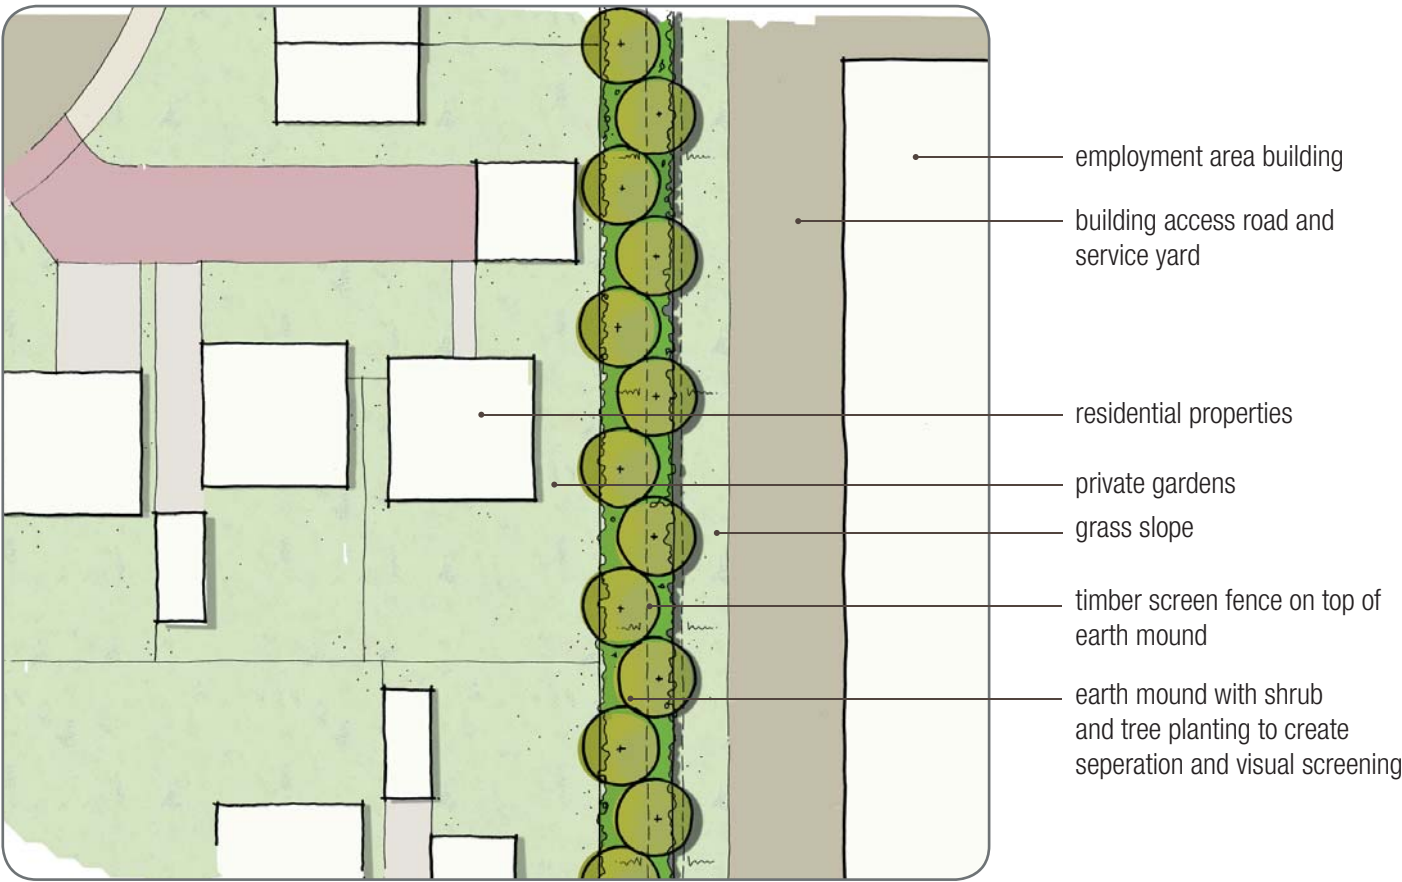 employment area building
building access road and
service yard
residential properties
private gardens
grass slope
timber screen fence on top of
earth mound
earth mound with shrub
and tree planting to create
seperation and visual screening